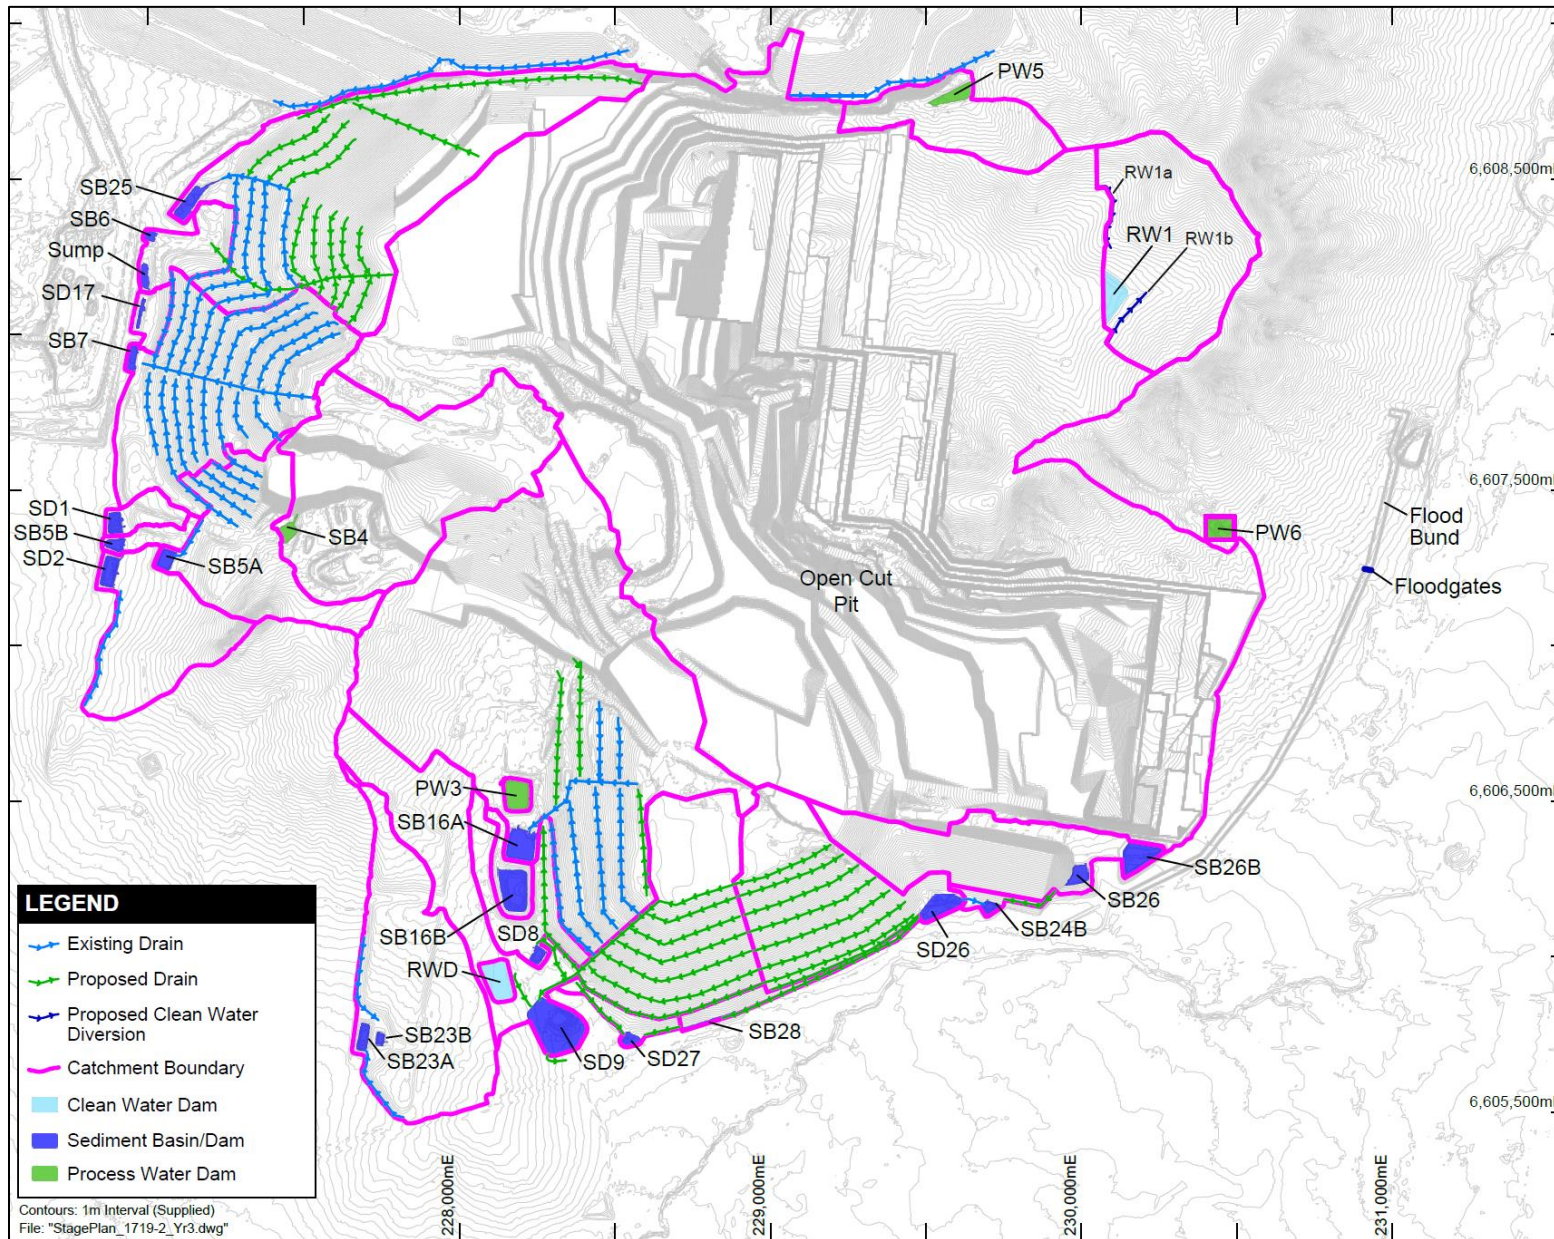 PW5
6,608,500mN
SB25
RW1a
SB6
RW1
RW1b
Sump
SD17
SB7
6,607,500mN
SD1
SB5B
SD2
SB5A
SB4
Flood
Bund
PW6
Open Cut
Pit
Floodgates
PW3
6,606,500mN
SB16A
SB26B
SB26
SB24B
SB16B
SD8
SD26
RWD
SB28
SB23B
SB23A
SD9
SD27
6,605,500mN
LEGEND
Existing Drain
Proposed Drain
Proposed Clean Water
Diversion
Catchment Boundary
Clean Water Dam
Sediment Basin/Dam
Process Water Dam
228,000mE
229,000mE
230,000mE
231,000mE
Contours: 1m Interval (Supplied)
File: "StagePlan_1719-2_Yr3.dwg"